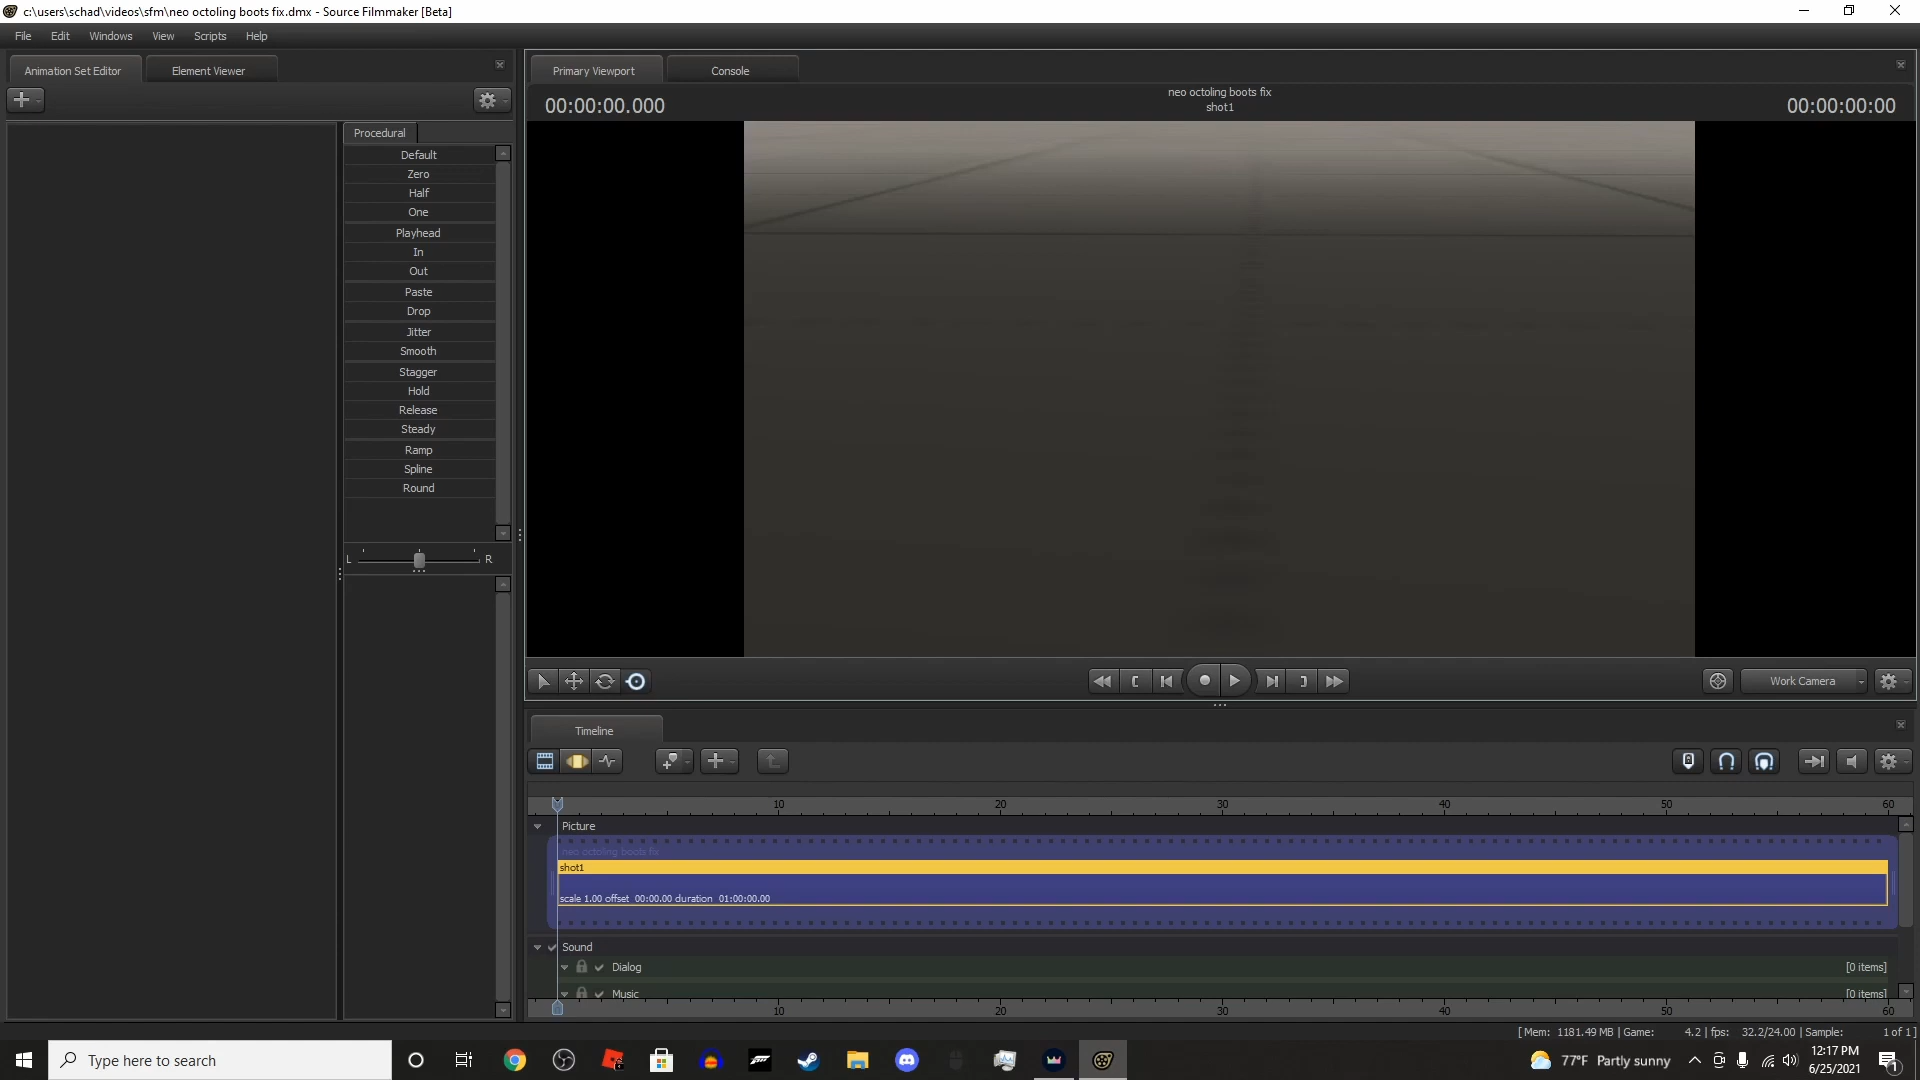 c:\users\schad\videos\sfm\neo octoling boots fix.dmx - Source Filmmaker [Beta]
File Edit Windows View Scripts Help
Animation Set Editor Element Viewer
Primary Viewport Console
00:00:00.000
neo octoling boots fix
shot1
00:00:00:00
Procedural
Default
Zero
Half
One
Playhead
In
Out
Paste
Drop
Jitter
Smooth
Stagger
Hold
Release
Steady
Ramp
Spline
Round
L R
Work Camera
Timeline
10 20 30 40 50 60
Picture
neo octoling boots fix
shot1
scale 1.00 offset 00:00.00 duration 01:00:00.00
Sound
Dialog [0 items]
Music [0 items]
10 20 30 40 50 60
[ Mem: 1181.49 MB | Game: 4.2 | fps: 32.2/24.00 | Sample: 1 of 1 ]
Type here to search
77°F Partly sunny
12:17 PM
6/25/2021
1